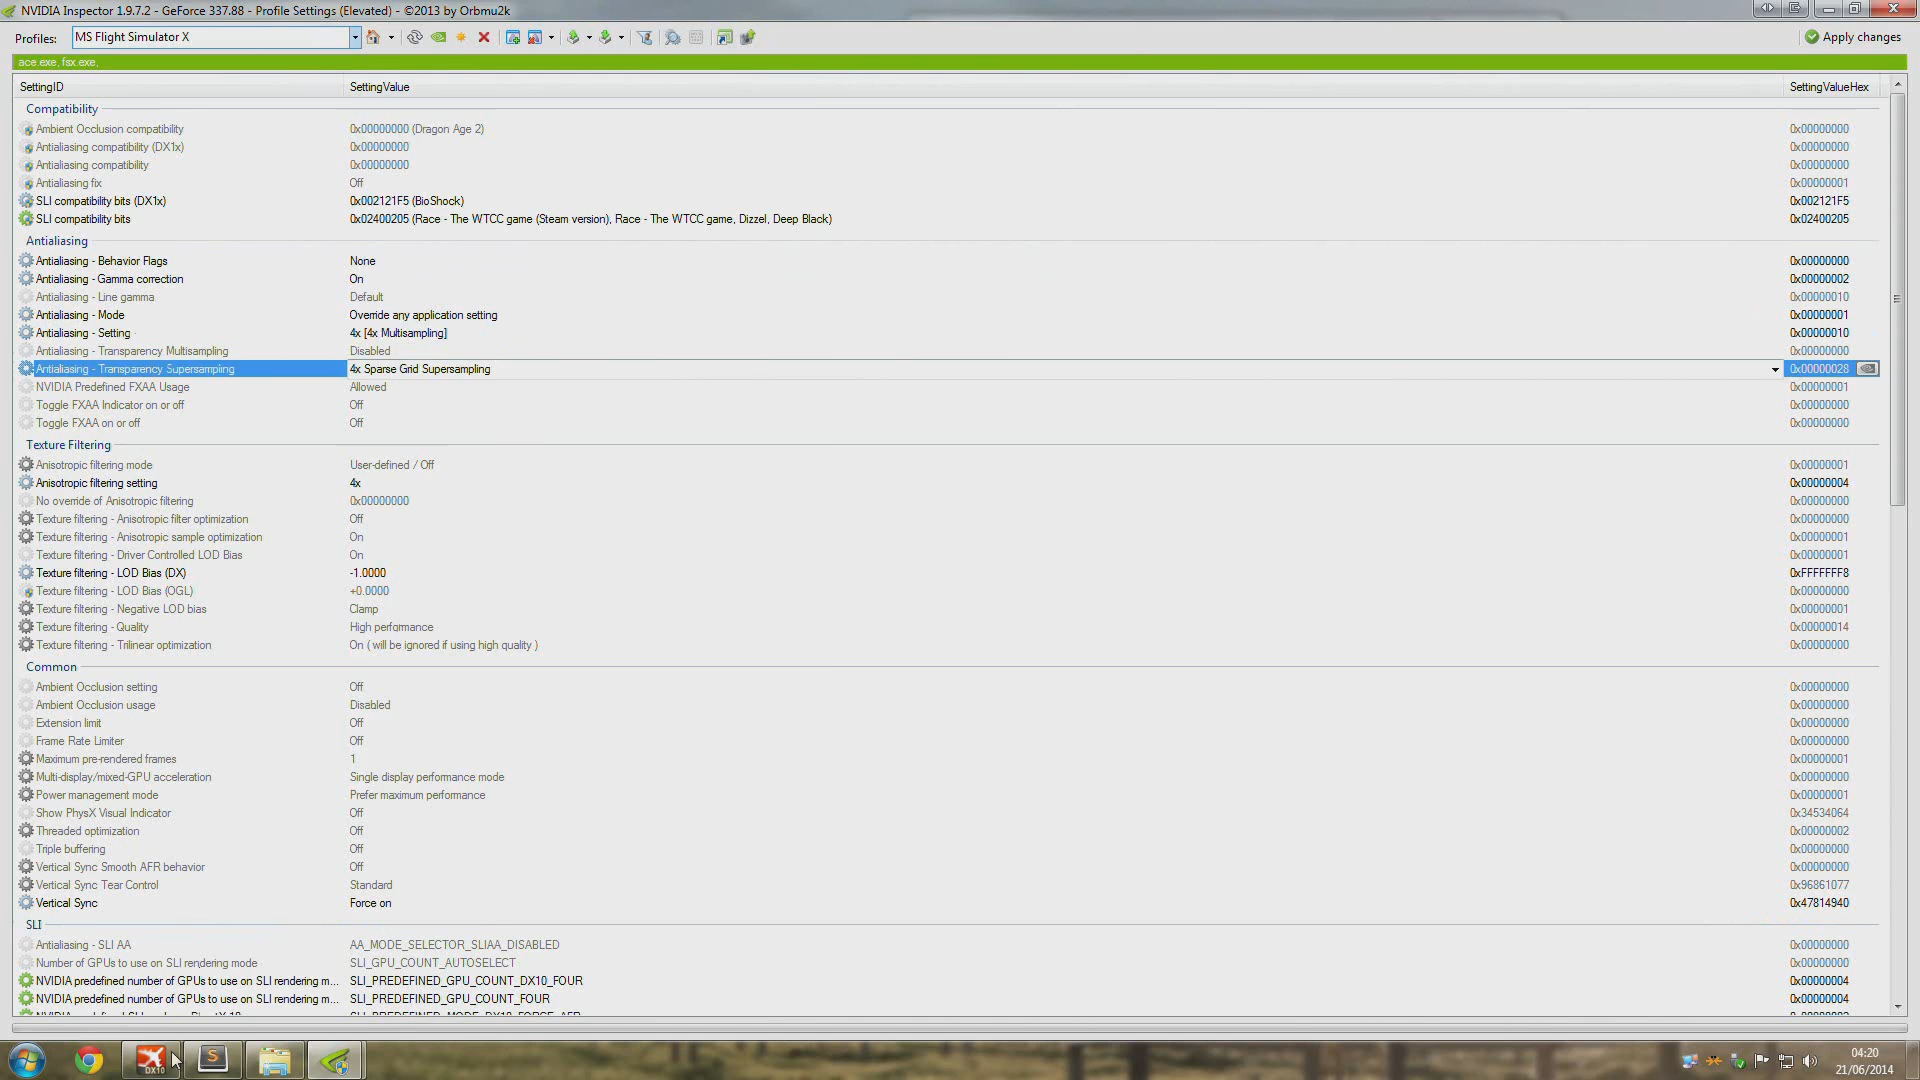 NVIDIA Inspector 1.9.7.2 - GeForce 337.88 - Profile Settings (Elevated) - ©2013 by Orbmu2k
Profiles: MS Flight Simulator X Apply changes
ace.exe, fsx.exe,
SettingID SettingValue SettingValueHex
Compatibility
Ambient Occlusion compatibility 0x00000000 (Dragon Age 2) 0x00000000
Antialiasing compatibility (DX1x) 0x00000000 0x00000000
Antialiasing compatibility 0x00000000 0x00000000
Antialiasing fix Off 0x00000001
SLI compatibility bits (DX1x) 0x002121F5 (BioShock) 0x002121F5
SLI compatibility bits 0x02400205 (Race - The WTCC game (Steam version), Race - The WTCC game, Dizzel, Deep Black) 0x02400205
Antialiasing
Antialiasing - Behavior Flags None 0x00000000
Antialiasing - Gamma correction On 0x00000002
Antialiasing - Line gamma Default 0x00000010
Antialiasing - Mode Override any application setting 0x00000001
Antialiasing - Setting 4x [4x Multisampling] 0x00000010
Antialiasing - Transparency Multisampling Disabled 0x00000000
Antialiasing - Transparency Supersampling 4x Sparse Grid Supersampling 0x00000028
NVIDIA Predefined FXAA Usage Allowed 0x00000001
Toggle FXAA Indicator on or off Off 0x00000000
Toggle FXAA on or off Off 0x00000000
Texture Filtering
Anisotropic filtering mode User-defined / Off 0x00000001
Anisotropic filtering setting 4x 0x00000004
No override of Anisotropic filtering 0x00000000 0x00000000
Texture filtering - Anisotropic filter optimization Off 0x00000000
Texture filtering - Anisotropic sample optimization On 0x00000001
Texture filtering - Driver Controlled LOD Bias On 0x00000001
Texture filtering - LOD Bias (DX) -1.0000 0xFFFFFFF8
Texture filtering - LOD Bias (OGL) +0.0000 0x00000000
Texture filtering - Negative LOD bias Clamp 0x00000001
Texture filtering - Quality High performance 0x00000014
Texture filtering - Trilinear optimization On ( will be ignored if using high quality ) 0x00000000
Common
Ambient Occlusion setting Off 0x00000000
Ambient Occlusion usage Disabled 0x00000000
Extension limit Off 0x00000000
Frame Rate Limiter Off 0x00000000
Maximum pre-rendered frames 1 0x00000001
Multi-display/mixed-GPU acceleration Single display performance mode 0x00000000
Power management mode Prefer maximum performance 0x00000001
Show PhysX Visual Indicator Off 0x34534064
Threaded optimization Off 0x00000002
Triple buffering Off 0x00000000
Vertical Sync Smooth AFR behavior Off 0x00000000
Vertical Sync Tear Control Standard 0x96861077
Vertical Sync Force on 0x47814940
SLI
Antialiasing - SLI AA AA_MODE_SELECTOR_SLIAA_DISABLED 0x00000000
Number of GPUs to use on SLI rendering mode SLI_GPU_COUNT_AUTOSELECT 0x00000000
NVIDIA predefined number of GPUs to use on SLI rendering m... SLI_PREDEFINED_GPU_COUNT_DX10_FOUR 0x00000004
NVIDIA predefined number of GPUs to use on SLI rendering m... SLI_PREDEFINED_GPU_COUNT_FOUR 0x00000004
DX10
04:20
21/06/2014